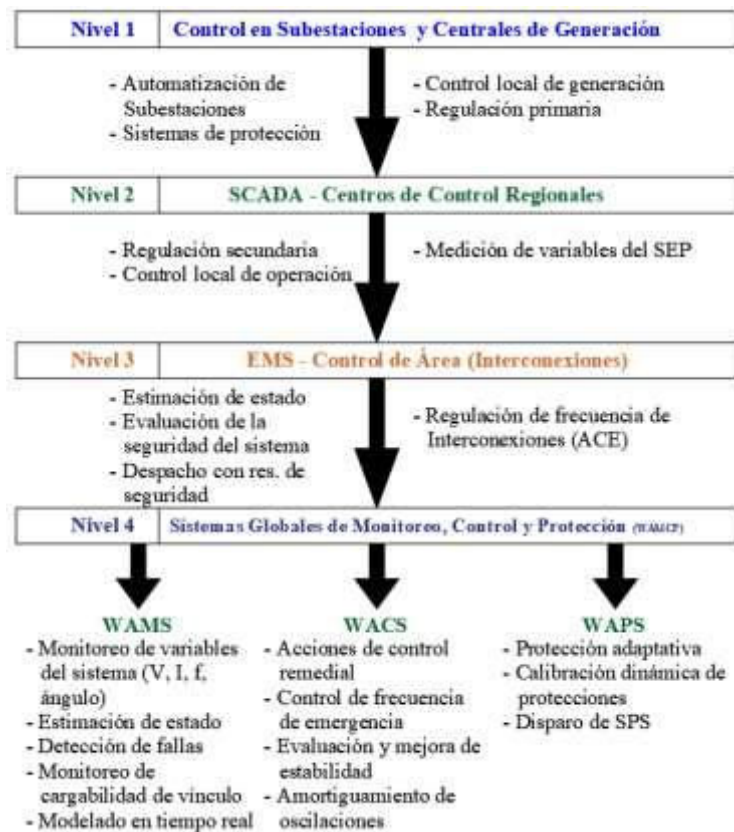 Nivel 1 Control en Subestaciones y Centrales de Generación
- Automatización de
Subestaciones
- Sistemas de protección
- Control local de generación
- Regulación primaria
Nivel 2 SCADA - Centros de Control Regionales
- Regulación secundaria
- Control local de operación
- Medición de variables del SEP
Nivel 3 EMS - Control de Área (Interconexiones)
- Estimación de estado
- Evaluación de la
seguridad del sistema
- Despacho con res. de
seguridad
- Regulación de frecuencia de
Interconexiones (ACE)
Nivel 4 Sistemas Globales de Monitoreo, Control y Protección (WAMCP)
WAMS
- Monitoreo de variables
del sistema (V, I, f,
ángulo)
- Estimación de estado
- Detección de fallas
- Monitoreo de
cargabilidad de vínculo
- Modelado en tiempo real
WACS
- Acciones de control
remedial
- Control de frecuencia
de emergencia
- Evaluación y mejora de
estabilidad
- Amortiguamiento de
oscilaciones
WAPS
- Protección adaptativa
- Calibración dinámica de
protecciones
- Disparo de SPS